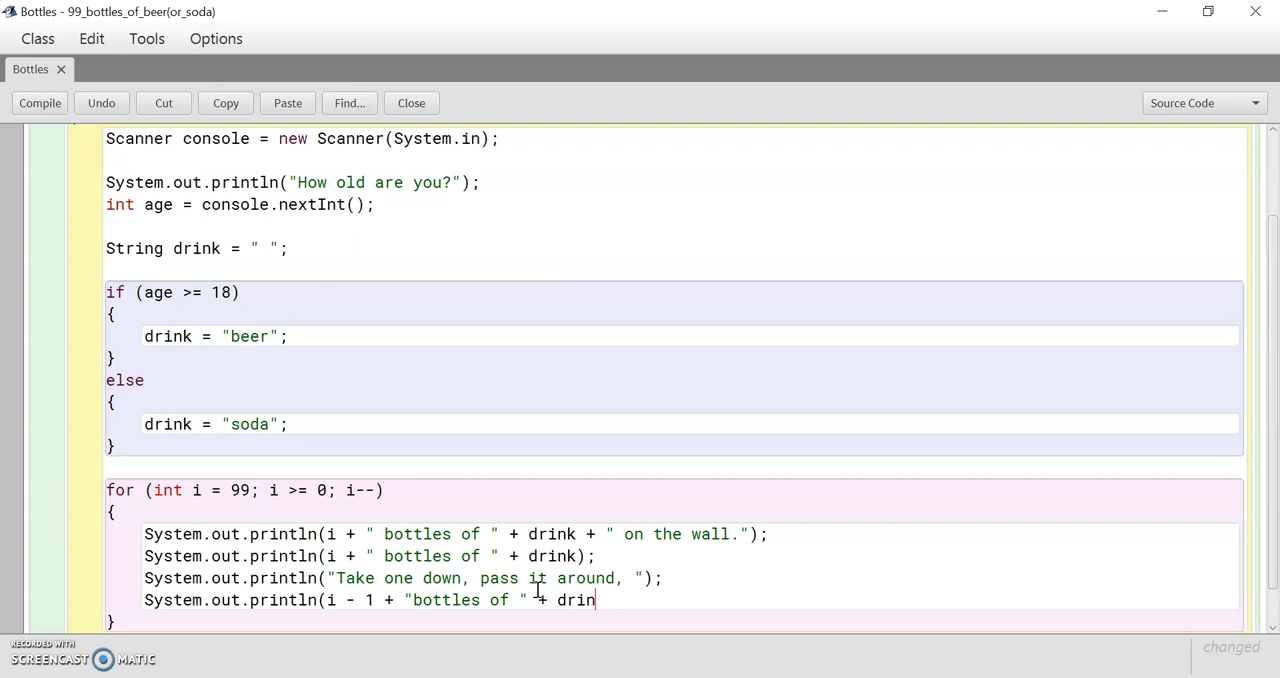 Bottles - 99_bottles_of_beer(or_soda)
Class Edit Tools Options
Bottles
Compile Undo Cut Copy Paste Find... Close Source Code
Scanner console = new Scanner(System.in);
System.out.println("How old are you?");
int age = console.nextInt();
String drink = " ";
if (age >= 18)
{
drink = "beer";
}
else
{
drink = "soda";
}
for (int i = 99; i >= 0; i--)
{
System.out.println(i + " bottles of " + drink + " on the wall.");
System.out.println(i + " bottles of " + drink);
System.out.println("Take one down, pass it around, ");
System.out.println(i - 1 + "bottles of " + drin
}
RECORDED WITH
SCREENCAST MATIC
changed